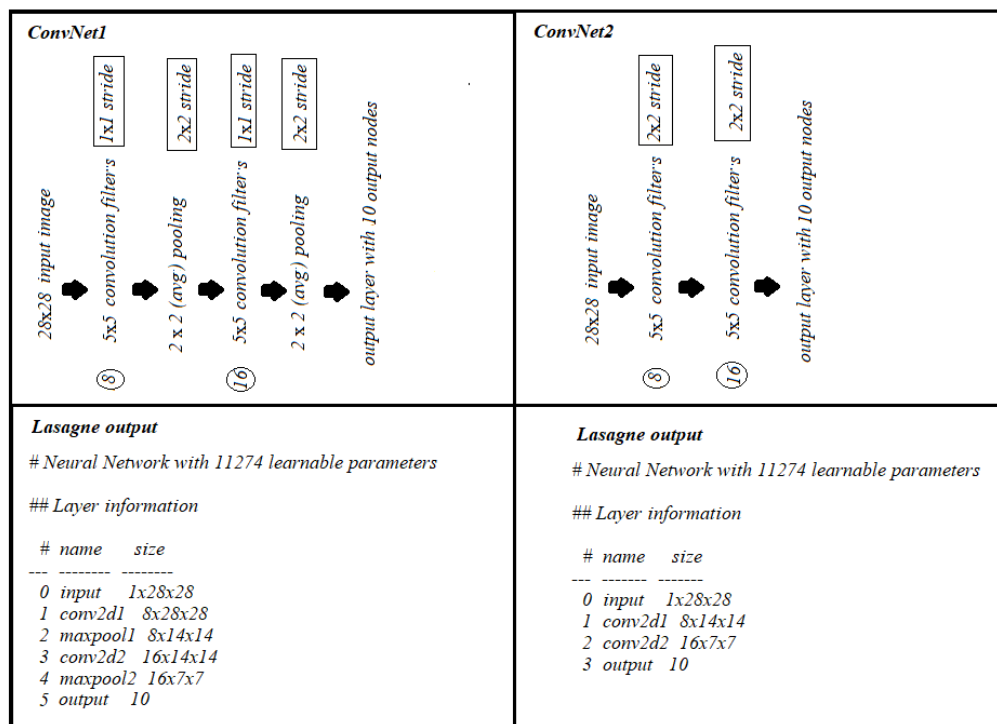 ConvNet1
28x28 input image
8
5x5 convolution filter's
1x1 stride
2 x 2 (avg) pooling
2x2 stride
16
5x5 convolution filter's
1x1 stride
2 x 2 (avg) pooling
2x2 stride
output layer with 10 output nodes
ConvNet2
28x28 input image
8
5x5 convolution filter's
2x2 stride
16
5x5 convolution filter's
2x2 stride
output layer with 10 output nodes
Lasagne output
# Neural Network with 11274 learnable parameters
## Layer information
# name size
--- -------- --------
0 input 1x28x28
1 conv2d1 8x28x28
2 maxpool1 8x14x14
3 conv2d2 16x14x14
4 maxpool2 16x7x7
5 output 10
Lasagne output
# Neural Network with 11274 learnable parameters
## Layer information
# name size
--- ------- -------
0 input 1x28x28
1 conv2d1 8x14x14
2 conv2d2 16x7x7
3 output 10